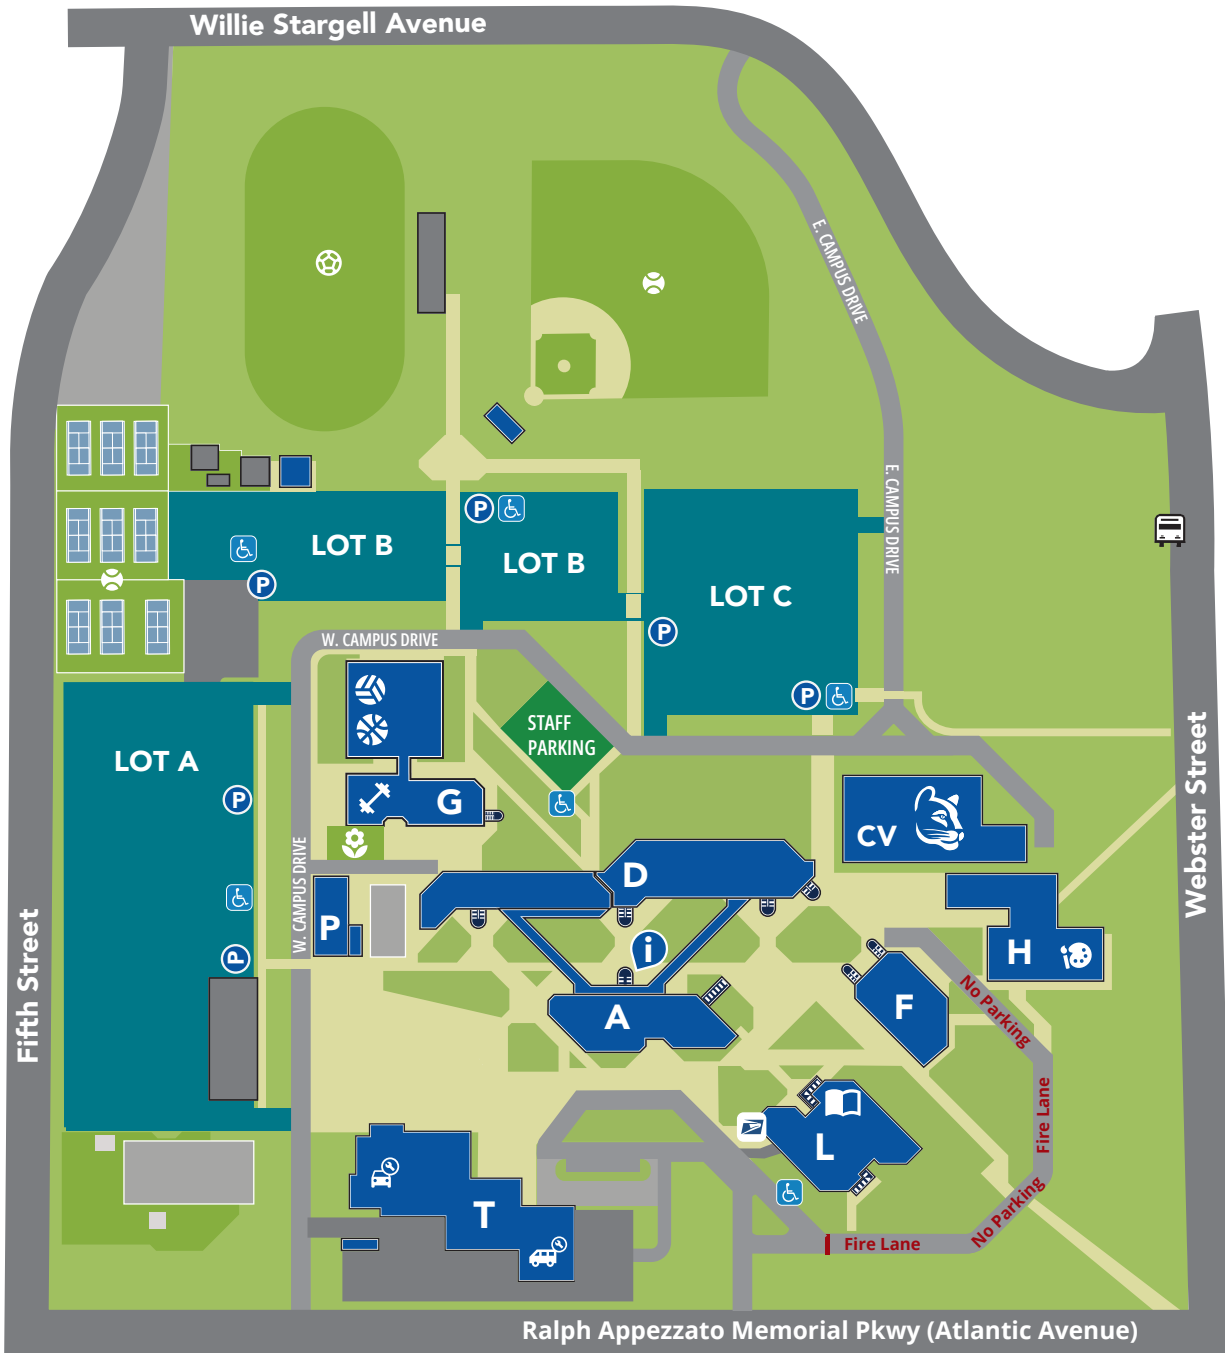 Willie Stargell Avenue
E. CAMPUS DRIVE
E. CAMPUS DRIVE
P
LOT B
LOT B
P
LOT C
P
W. CAMPUS DRIVE
P
STAFF
PARKING
LOT A
P
G
CV
Webster Street
W. CAMPUS DRIVE
D
P
Fifth Street
P
i
H
No Parking
A
F
Fire Lane
L
No Parking
T
Fire Lane
Ralph Appezzato Memorial Pkwy (Atlantic Avenue)